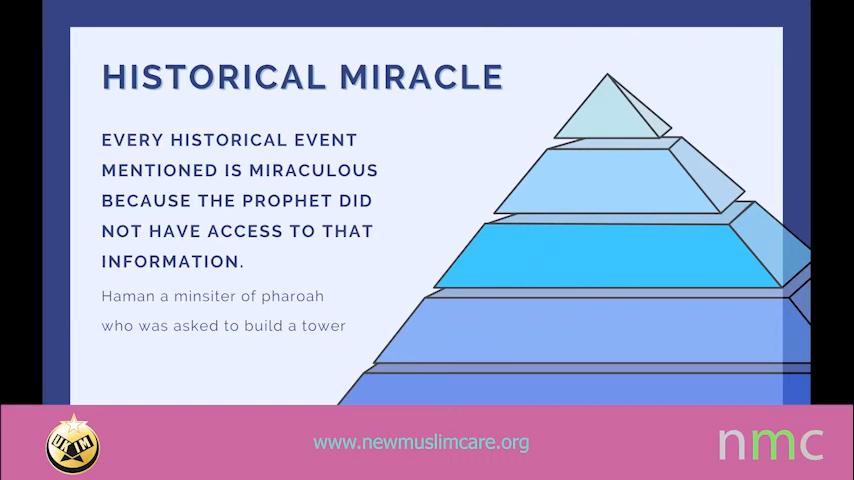 HISTORICAL MIRACLE
EVERY HISTORICAL EVENT
MENTIONED IS MIRACULOUS
BECAUSE THE PROPHET DID
NOT HAVE ACCESS TO THAT
INFORMATION.
Haman a minsiter of pharoah
who was asked to build a tower
UKIM
www.newmuslimcare.org
nmc